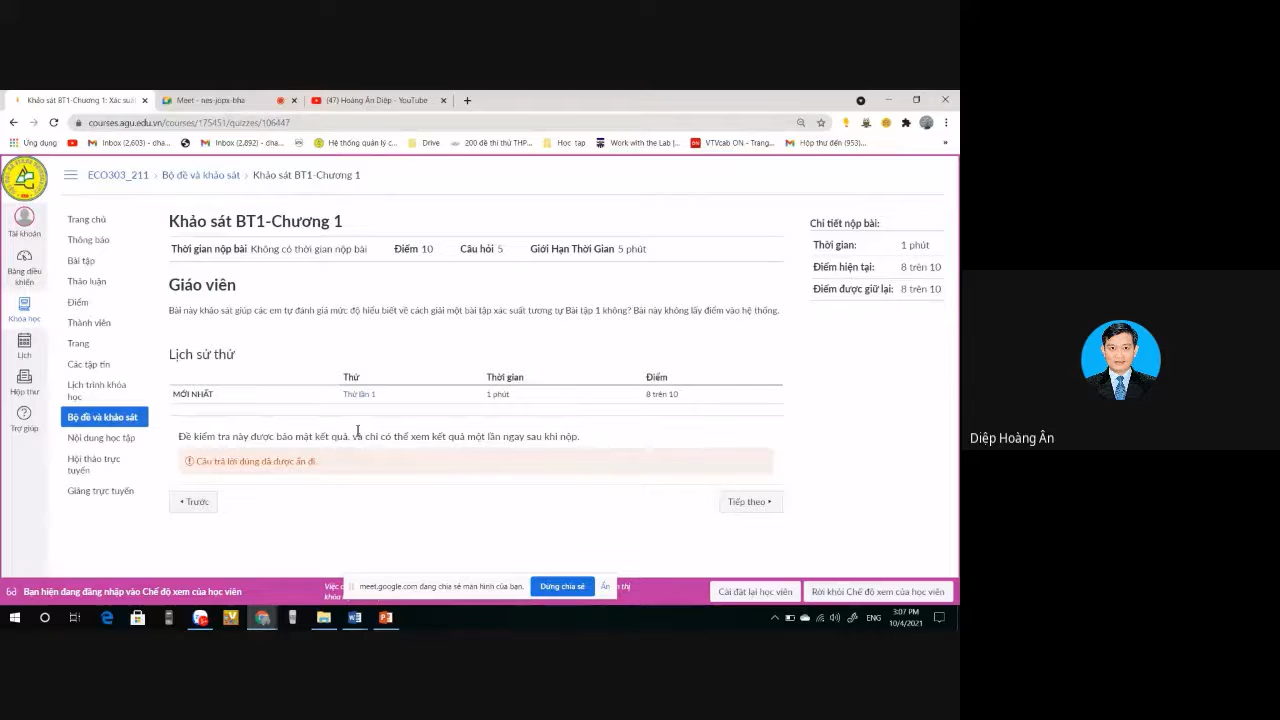 Khảo sát BT1-Chương 1: Xác suấ
Meet - nes-jopx-bha
(47) Hoàng Ân Diệp - YouTube
courses.agu.edu.vn/courses/175451/quizzes/106447
Ứng dụng
Inbox (2,603) - dha...
Inbox (2,892) - dha...
Hệ thống quản lý c...
Drive
200 đề thi thử THP...
Học tạp
Work with the Lab |...
VTVcab ON - Trang...
Hộp thư đến (953)...
»
ECO303_211 › Bộ đề và khảo sát › Khảo sát BT1-Chương 1
Tài khoản
Bảng điều khiển
Khóa học
Lịch
Hộp thư
Trợ giúp
Trang chủ
Thông báo
Bài tập
Thảo luận
Điểm
Thành viên
Trang
Các tập tin
Lịch trình khóa
học
Bộ đề và khảo sát
Nội dung học tập
Hội thảo trực
tuyến
Giảng trực tuyến
Khảo sát BT1-Chương 1
Thời gian nộp bài Không có thời gian nộp bài Điểm 10 Câu hỏi 5 Giới Hạn Thời Gian 5 phút
Giáo viên
Bài này khảo sát giúp các em tự đánh giá mức độ hiểu biết về cách giải một bài tập xác suất tương tự Bài tập 1 không? Bài này không lấy điểm vào hệ thống.
Lịch sử thử
Thử Thời gian Điểm
MỚI NHẤT Thử lần 1 1 phút 8 trên 10
Đề kiểm tra này được bảo mật kết quả, và chỉ có thể xem kết quả một lần ngay sau khi nộp.
Câu trả lời đúng đã được ẩn đi.
Trước
Tiếp theo
Chi tiết nộp bài:
Thời gian: 1 phút
Điểm hiện tại: 8 trên 10
Điểm được giữ lại: 8 trên 10
Bạn hiện đang đăng nhập vào Chế độ xem của học viên
meet.google.com đang chia sẻ màn hình của bạn.
Dừng chia sẻ
Ẩn
Cài đặt lại học viên
Rời khỏi Chế độ xem của học viên
ENG
3:07 PM
10/4/2021
Diệp Hoàng Ân